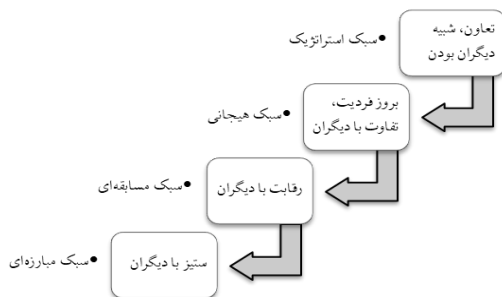 تعاون، شبیه
دیگران بودن
•سبک استراتژیک
بروز فردیت،
تفاوت با دیگران
•سبک هیجانی
رقابت با دیگران
•سبک مسابقه‌ای
ستیز با دیگران
•سبک مبارزه‌ای